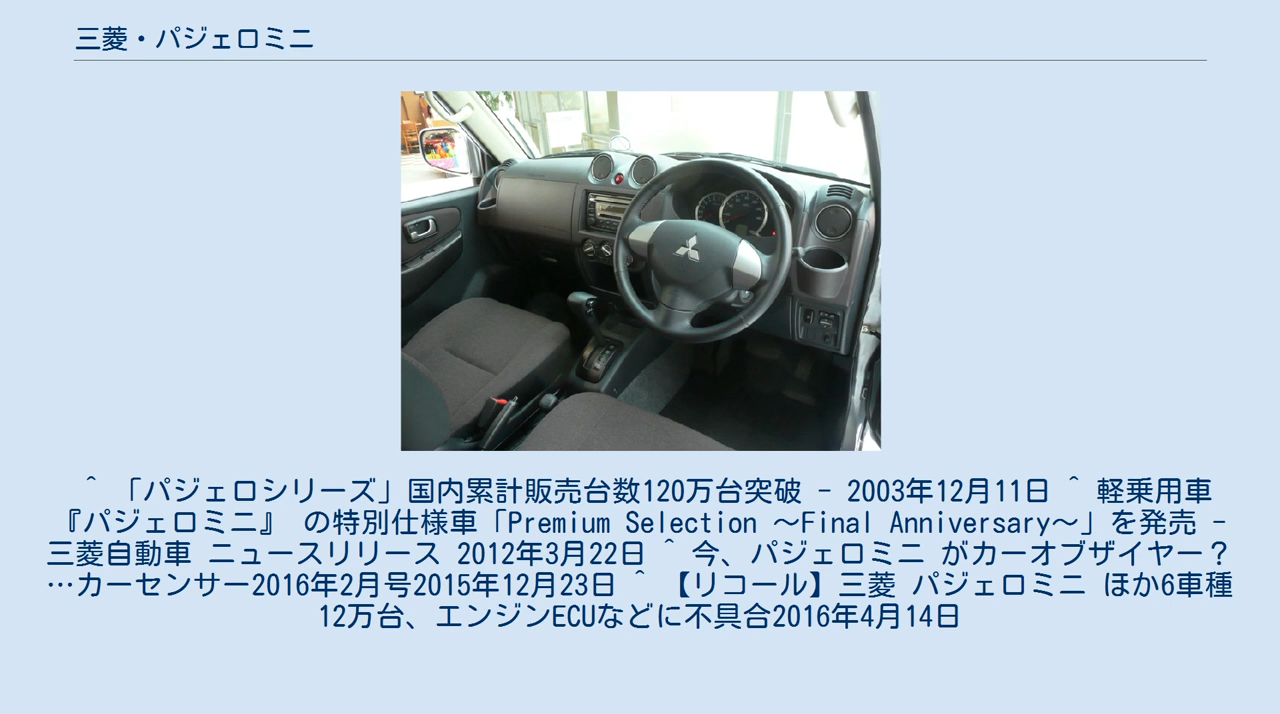 三菱・パジェロミニ
^ 「パジェロシリーズ」国内累計販売台数120万台突破 - 2003年12月11日 ^ 軽乗用車
『パジェロミニ』 の特別仕様車「Premium Selection ～Final Anniversary～」を発売 -
三菱自動車 ニュースリリース 2012年3月22日 ^ 今、パジェロミニ がカーオブザイヤー？
…カーセンサー2016年2月号2015年12月23日 ^ 【リコール】三菱 パジェロミニ ほか6車種
12万台、エンジンECUなどに不具合2016年4月14日